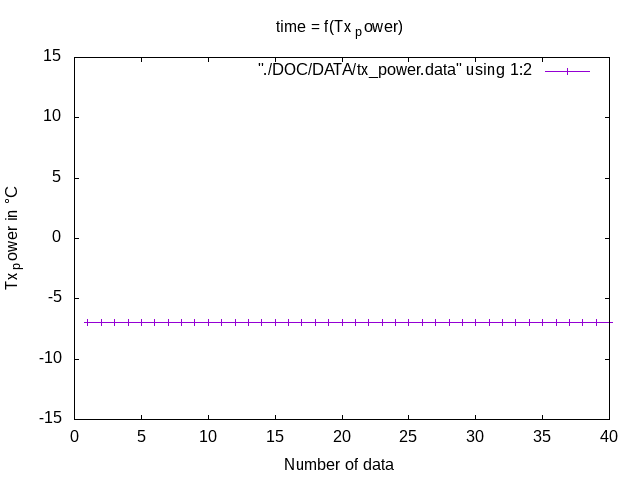 time = f(Tx power)
"./DOC/DATA/tx_power.data" using 1:2
15
10
5
0
-5
-10
-15
Tx power in °C
0 5 10 15 20 25 30 35 40
Number of data